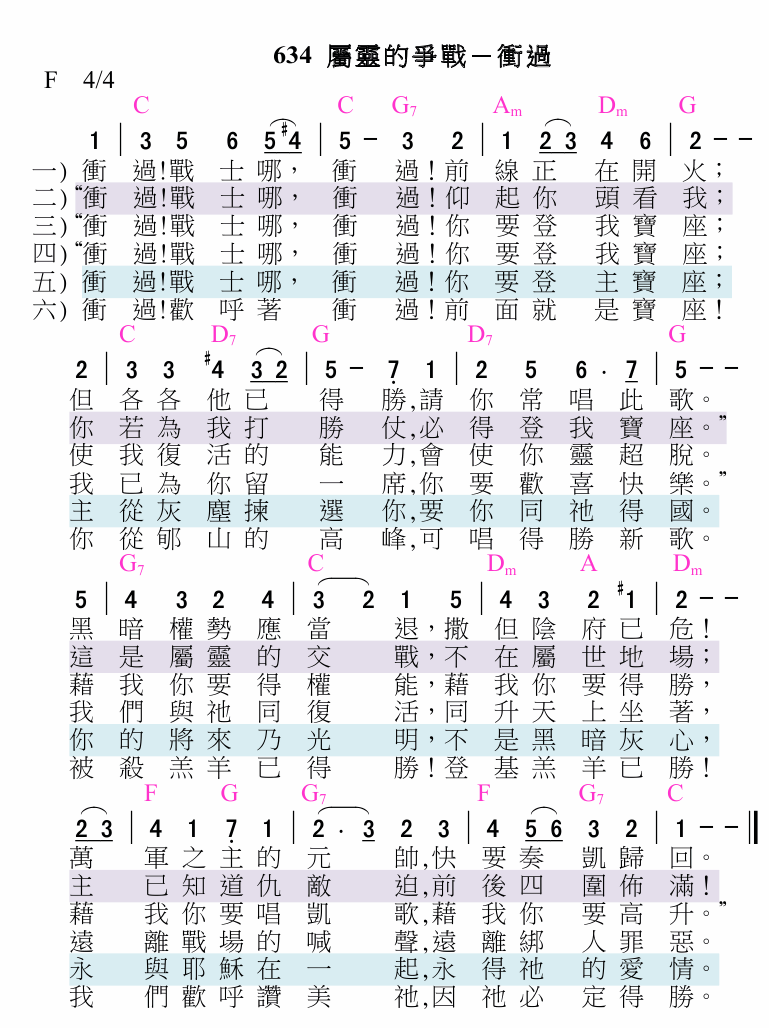 634 屬靈的爭戰－衝過
F 4/4
C C G7 Am Dm G
1 | 3 5 6 5 #4 | 5 － 3 2 | 1 2 3 4 6 | 2 － －
一) 衝過!戰士哪，衝過!前線正在開火；
二)“衝過!戰士哪，衝過!仰起你頭看我；
三)“衝過!戰士哪，衝過!你要登我寶座；
四)“衝過!戰士哪，衝過!你要登我寶座；
五) 衝過!戰士哪，衝過!你要登主寶座；
六) 衝過!歡呼著衝過!前面就是寶座!
C D7 G D7 G
2 | 3 3 #4 3 2 | 5 － 7 1 | 2 5 6 · 7 | 5 － －
但各各他已得勝,請你常唱此歌。
你若為我打勝仗,必得登我寶座。”
使我復活的能力,會使你靈超脫。
我已為你留一席,你要歡喜快樂。”
主從灰塵揀選你,要你同祂得國。
你從郇山的高峰,可唱得勝新歌。
G7 C Dm A Dm
5 | 4 3 2 4 | 3 2 1 5 | 4 3 2 #1 | 2 － －
黑暗權勢應當退，撒但陰府已危!
這是屬靈的交戰，不在屬世地場；
藉我你要得權能，藉我你要得勝，
我們與祂同復活，同升天上坐著，
你的將來乃光明，不是黑暗灰心，
被殺羔羊已得勝!登基羔羊已勝!
F G G7 F G7 C
2 3 | 4 1 7 1 | 2 · 3 2 3 | 4 5 6 3 2 | 1 － － ‖
萬軍之主的元帥,快要奏凱歸回。
主已知道仇敵迫,前後四圍佈滿!
藉我你要唱凱歌,藉我你要高升。”
遠離戰場的喊聲,遠離綁人罪惡。
永與耶穌在一起,永得祂的愛情。
我們歡呼讚美祂,因祂必定得勝。